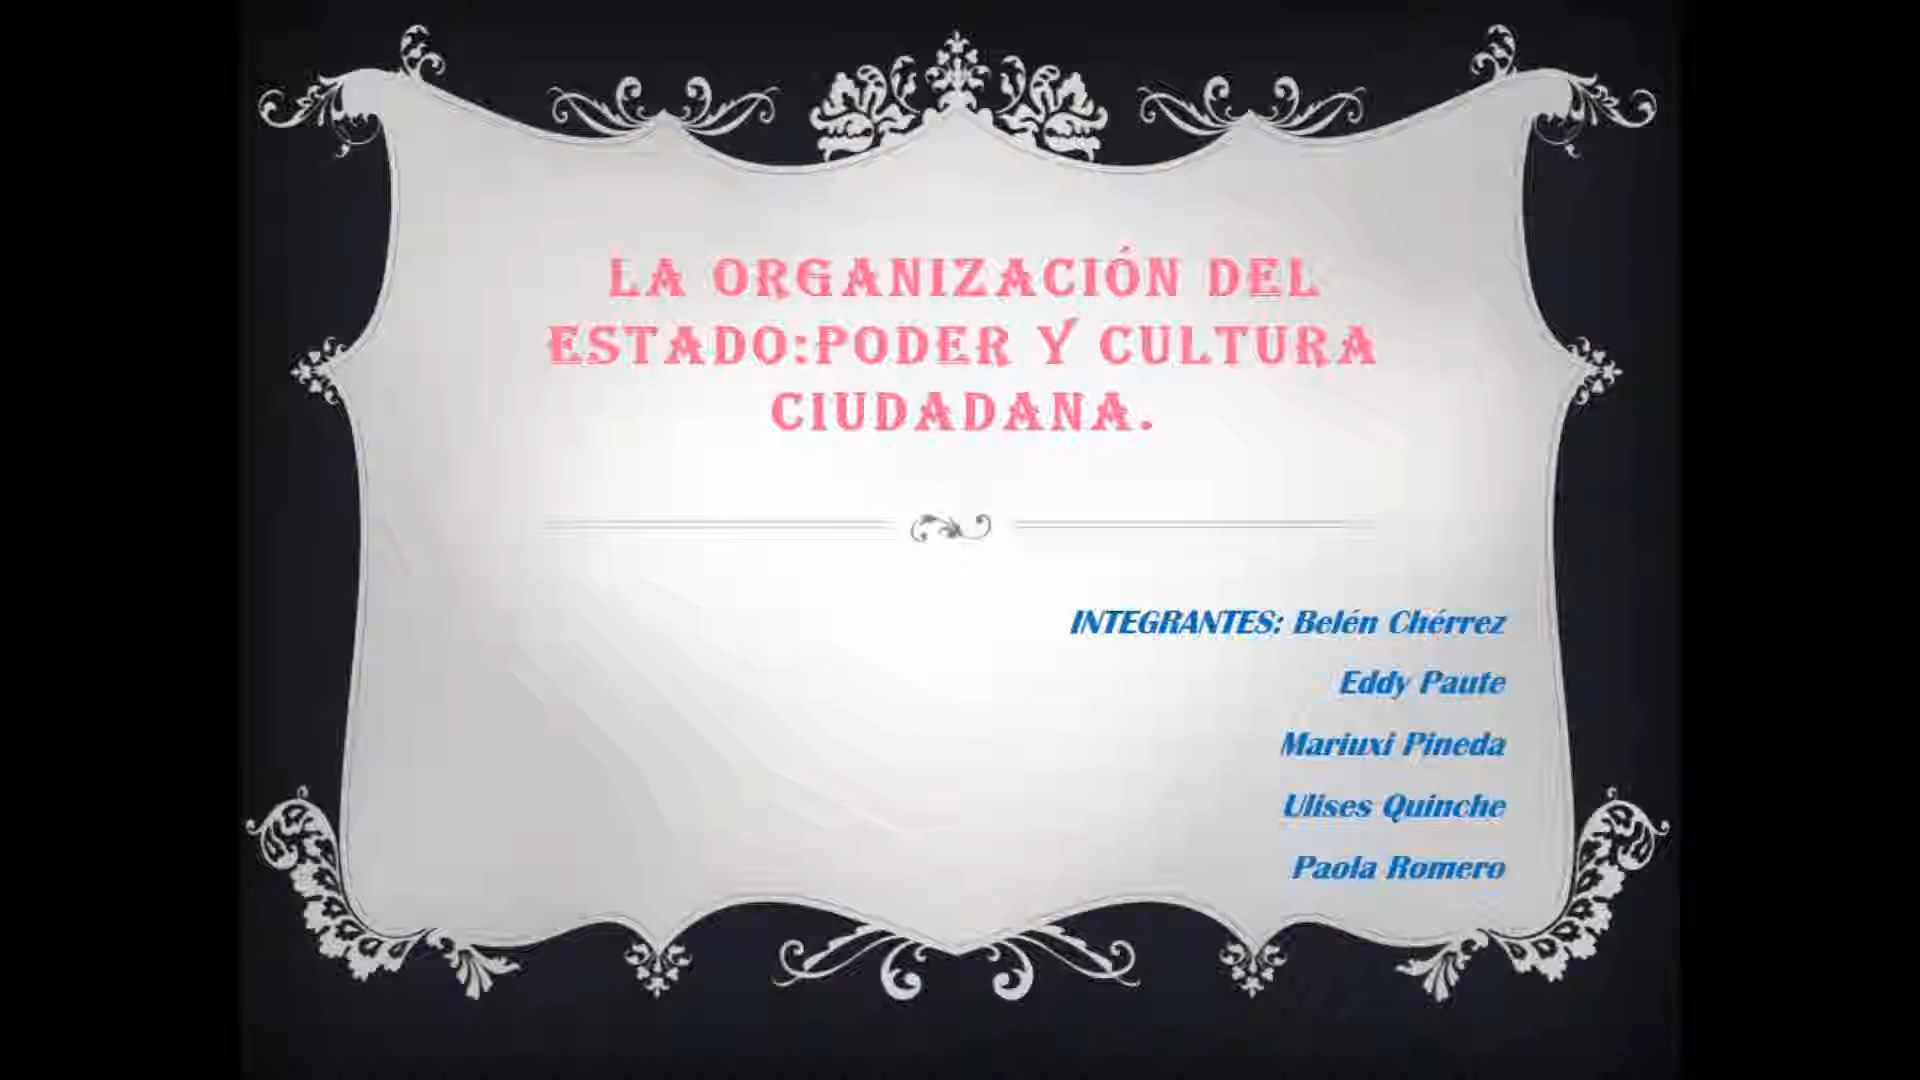 LA ORGANIZACIÓN DEL
ESTADO:PODER Y CULTURA
CIUDADANA.
INTEGRANTES: Belén Chérrez
Eddy Paute
Mariuxi Pineda
Ulises Quinche
Paola Romero